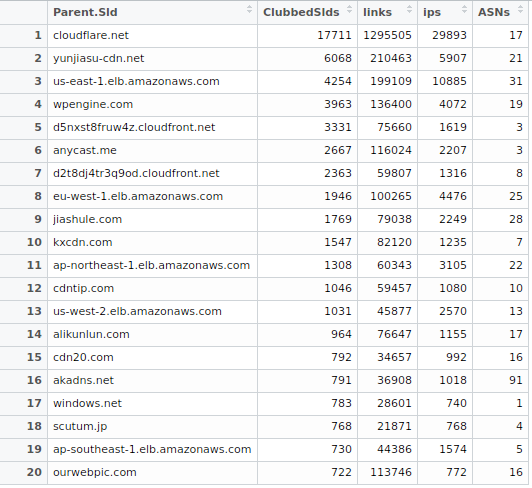 Parent.Sld ClubbedSlds links ips ASNs
1 cloudflare.net 17711 1295505 29893 17
2 yunjiasu-cdn.net 6068 210463 5907 21
3 us-east-1.elb.amazonaws.com 4254 199109 10885 31
4 wpengine.com 3963 136400 4072 19
5 d5nxst8fruw4z.cloudfront.net 3331 75660 1619 3
6 anycast.me 2667 116024 2207 3
7 d2t8dj4tr3q9od.cloudfront.net 2363 59807 1316 8
8 eu-west-1.elb.amazonaws.com 1946 100265 4476 25
9 jiashule.com 1769 79038 2249 28
10 kxcdn.com 1547 82120 1235 7
11 ap-northeast-1.elb.amazonaws.com 1308 60343 3105 22
12 cdntip.com 1046 59457 1080 10
13 us-west-2.elb.amazonaws.com 1031 45877 2570 13
14 alikunlun.com 964 76647 1155 17
15 cdn20.com 792 34657 992 16
16 akadns.net 791 36908 1018 91
17 windows.net 783 28601 740 1
18 scutum.jp 768 21871 768 4
19 ap-southeast-1.elb.amazonaws.com 730 44386 1574 5
20 ourwebpic.com 722 113746 772 16